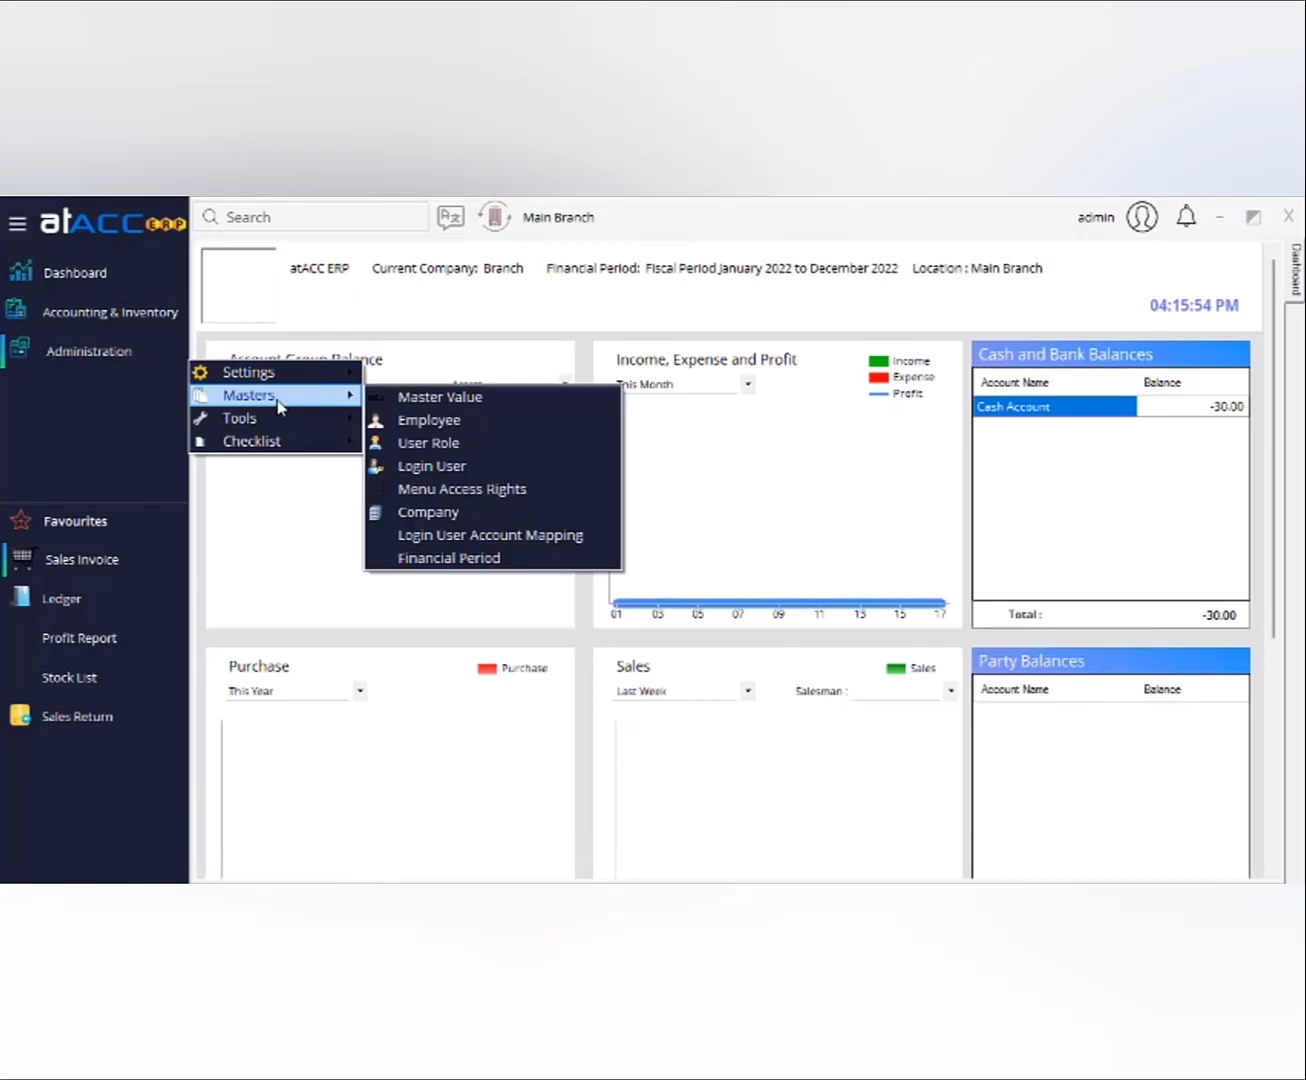 atACC ERP
Search
Main Branch
admin
Dashboard
Accounting & Inventory
Administration
Favourites
Sales Invoice
Ledger
Profit Report
Stock List
Sales Return
atACC ERP Current Company: Branch Financial Period: Fiscal Period January 2022 to December 2022 Location : Main Branch
04:15:54 PM
Dashboard
Account Group Balance
Settings
Masters
Tools
Checklist
Master Value
Employee
User Role
Login User
Menu Access Rights
Company
Login User Account Mapping
Financial Period
Income, Expense and Profit
This Month
Income
Expense
Profit
01 03 05 07 09 11 13 15 17
Cash and Bank Balances
Account Name Balance
Cash Account -30.00
Total : -30.00
Purchase
This Year
Purchase
Sales
Last Week
Salesman :
Sales
Party Balances
Account Name Balance